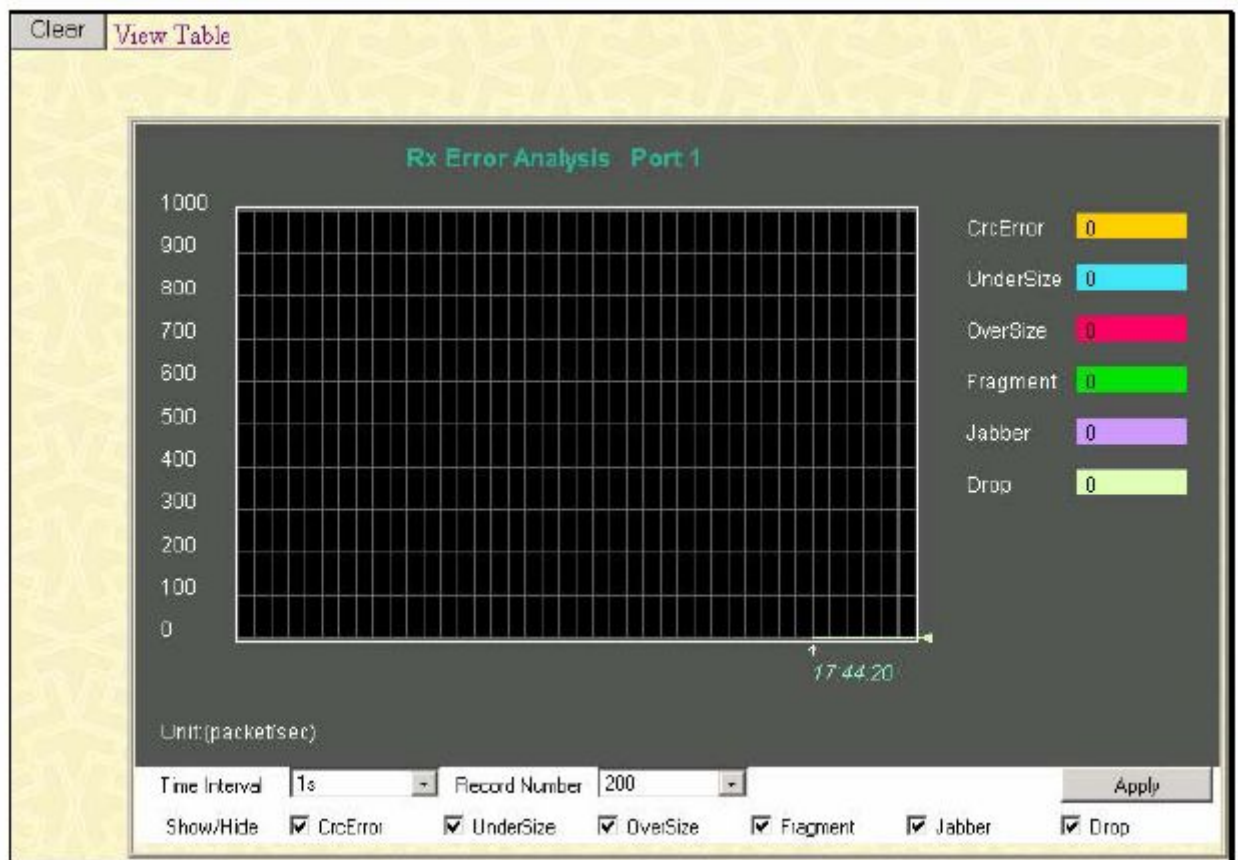 Clear View Table
Rx Error Analysis Port 1
1000
900
800
700
600
500
400
300
200
100
0
CrcError 0
UnderSize 0
OverSize 0
Fragment 0
Jabber 0
Drop 0
17:44:20
Unit:(packet/sec)
Time Interval 1s Record Number 200 Apply
Show/Hide CrcError UnderSize OverSize Fragment Jabber Drop